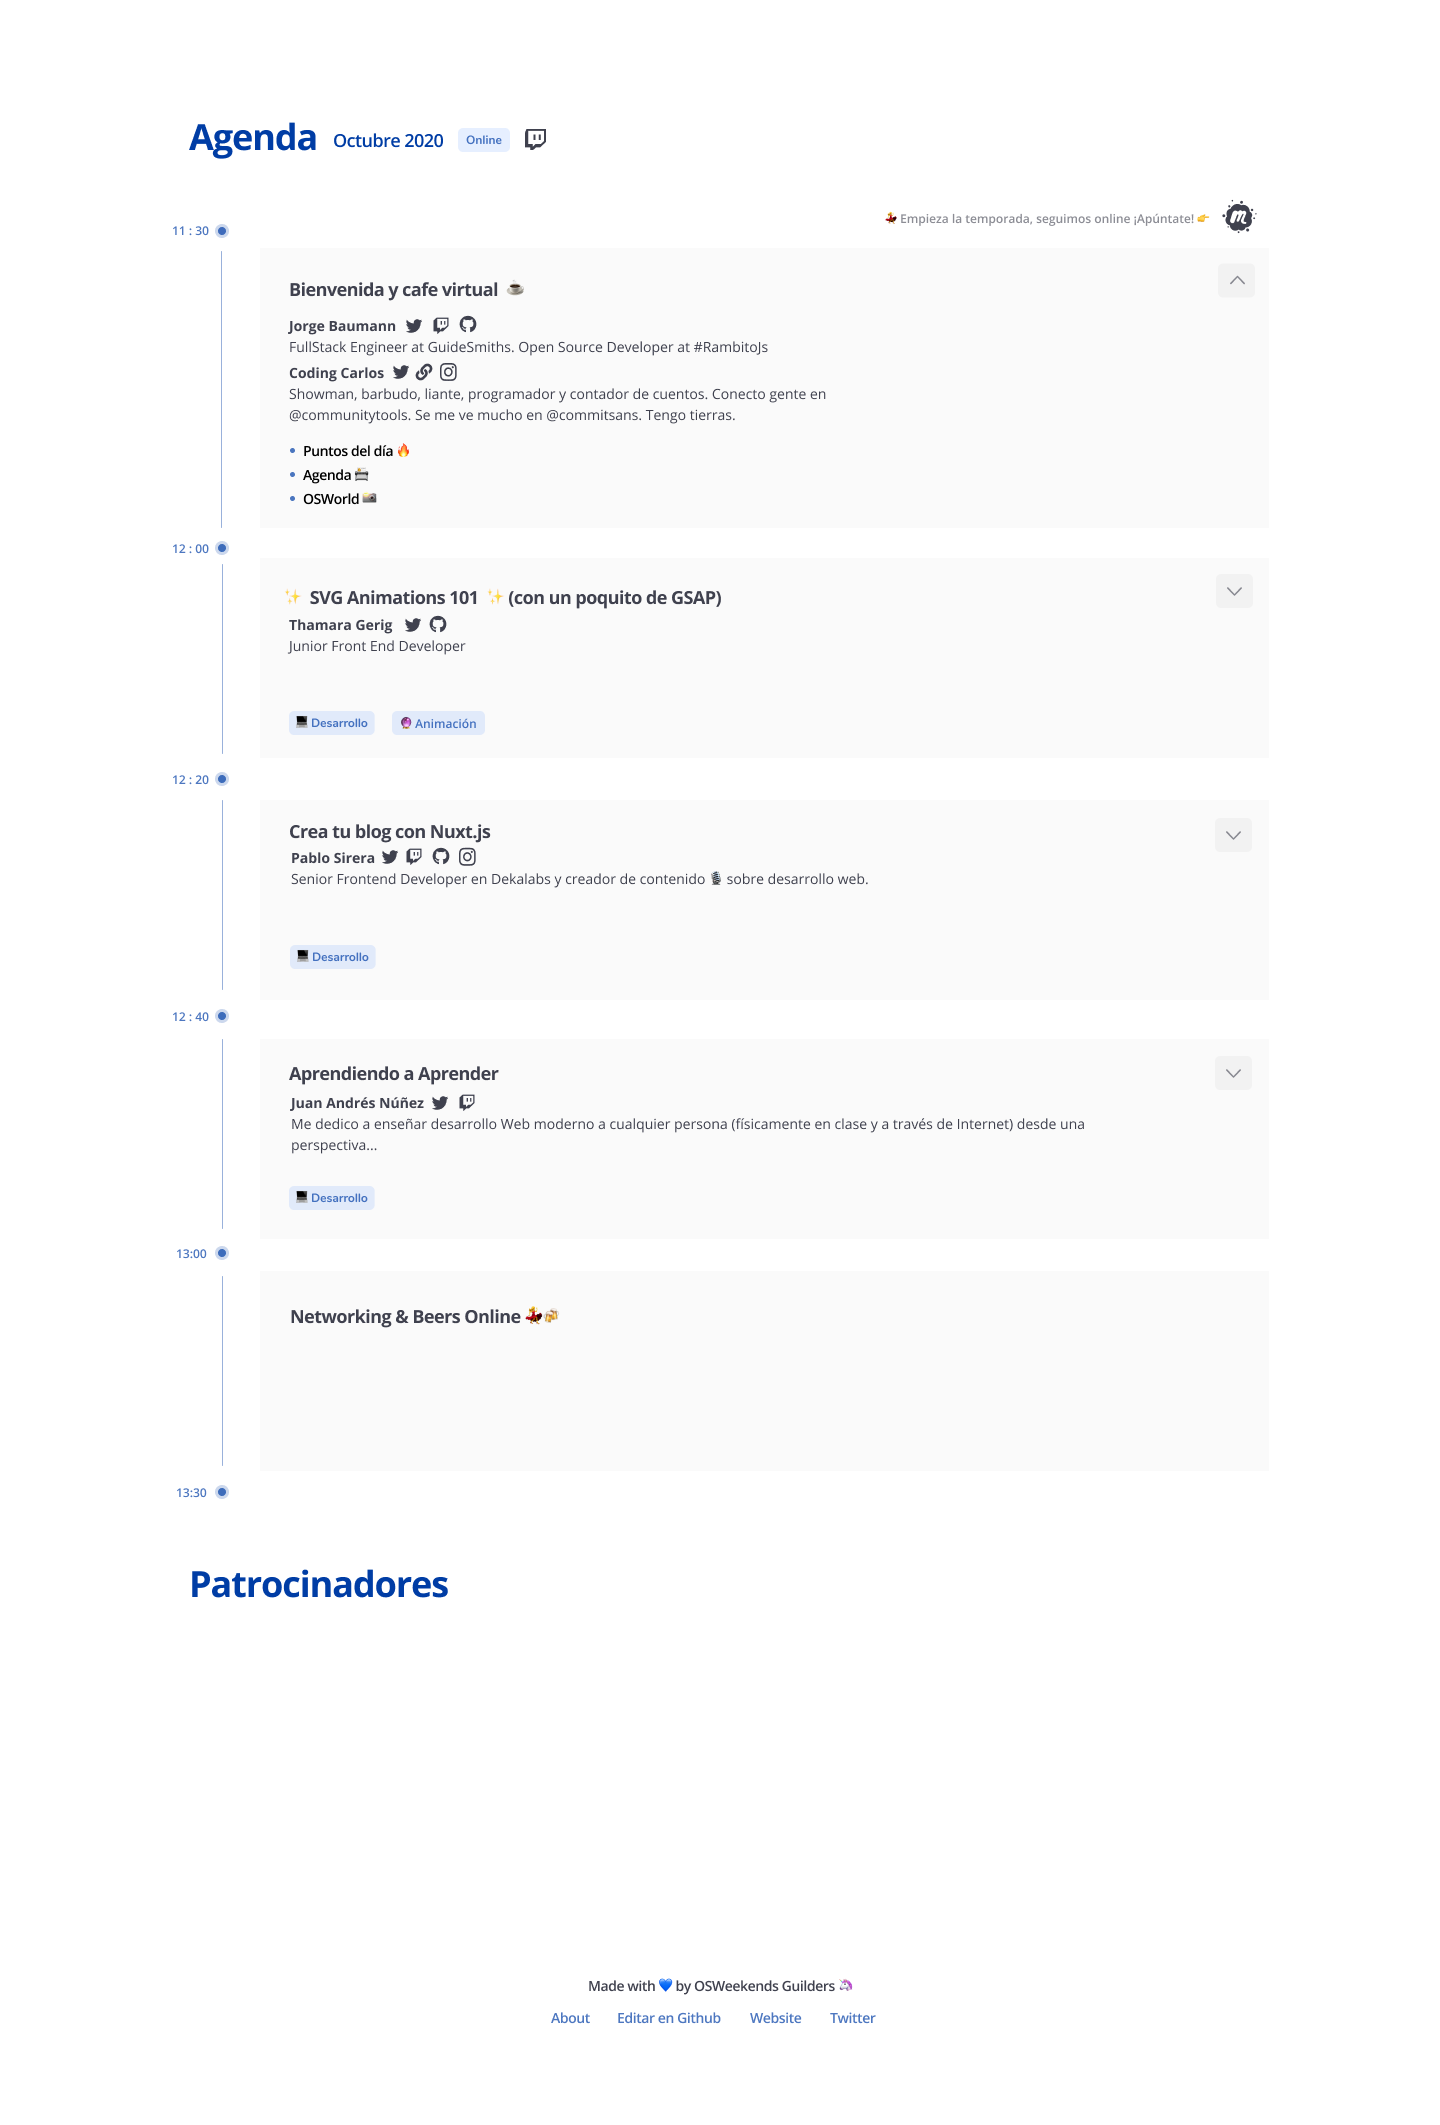 Agenda Octubre 2020 Online
💃 Empieza la temporada, seguimos online ¡Apúntate! 👉
11 : 30
Bienvenida y cafe virtual ☕
Jorge Baumann
FullStack Engineer at GuideSmiths. Open Source Developer at #RambitoJs
Coding Carlos
Showman, barbudo, liante, programador y contador de cuentos. Conecto gente en
@communitytools. Se me ve mucho en @commitsans. Tengo tierras.
Puntos del día 🔥
Agenda 📇
OSWorld 📸
12 : 00
✨ SVG Animations 101 ✨ (con un poquito de GSAP)
Thamara Gerig
Junior Front End Developer
💻 Desarrollo 🔮 Animación
12 : 20
Crea tu blog con Nuxt.js
Pablo Sirera
Senior Frontend Developer en Dekalabs y creador de contenido 🎙 sobre desarrollo web.
💻 Desarrollo
12 : 40
Aprendiendo a Aprender
Juan Andrés Núñez
Me dedico a enseñar desarrollo Web moderno a cualquier persona (físicamente en clase y a través de Internet) desde una
perspectiva...
💻 Desarrollo
13:00
Networking & Beers Online 💃🍻
13:30
Patrocinadores
Made with 💙 by OSWeekends Guilders 🦄
About Editar en Github Website Twitter